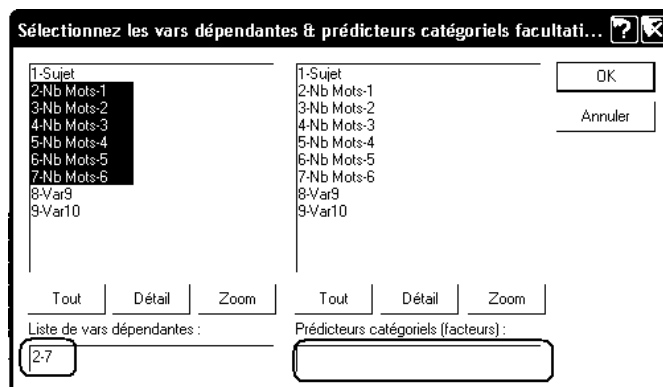 Sélectionnez les vars dépendantes & prédicteurs catégoriels facultati...
1-Sujet
2-Nb Mots-1
3-Nb Mots-2
4-Nb Mots-3
5-Nb Mots-4
6-Nb Mots-5
7-Nb Mots-6
8-Var9
9-Var10
1-Sujet
2-Nb Mots-1
3-Nb Mots-2
4-Nb Mots-3
5-Nb Mots-4
6-Nb Mots-5
7-Nb Mots-6
8-Var9
9-Var10
OK
Annuler
Tout Détail Zoom Tout Détail Zoom
Liste de vars dépendantes : Prédicteurs catégoriels (facteurs) :
2-7